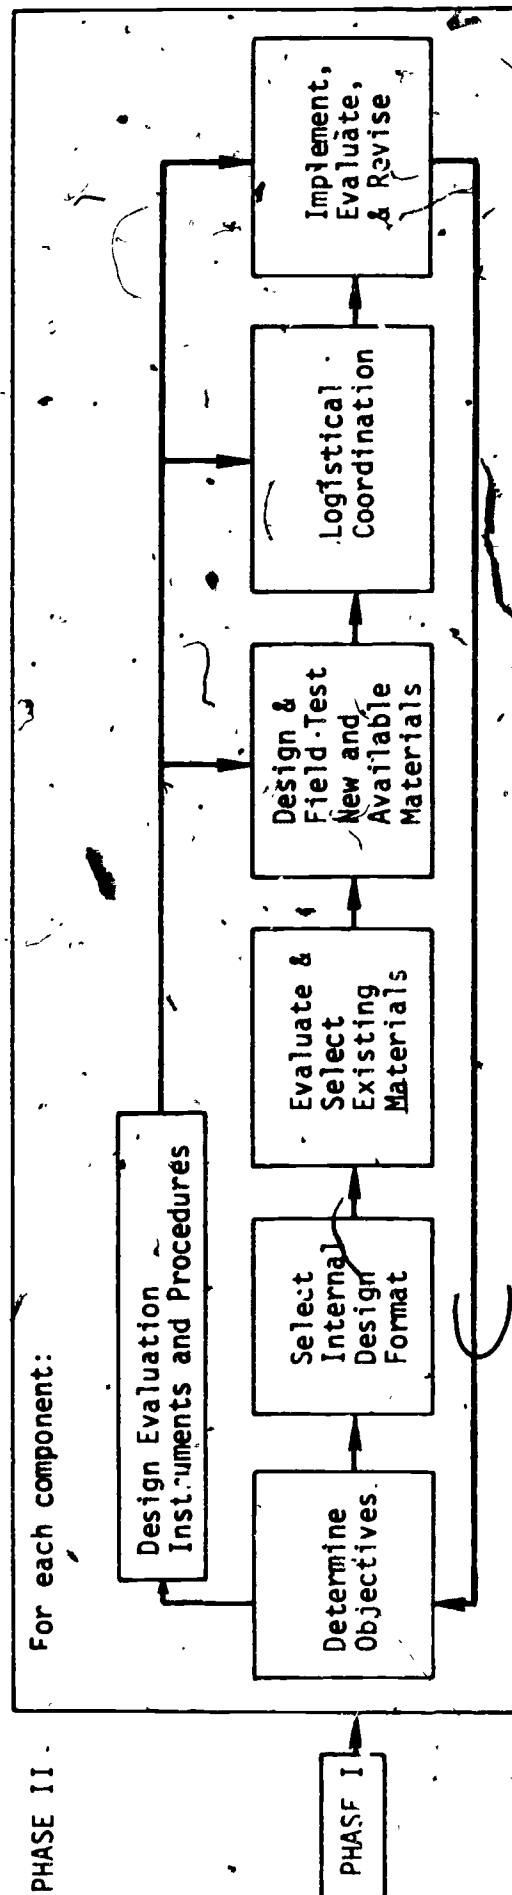 PHASE II
For each component:
Design Evaluation
Instruments and Procedures
PHASE I
Determine
Objectives
Select
Internal
Design
Format
Evaluate &
Select
Existing
Materials
Design &
Field-Test
New and
Available
Materials
Logistical
Coordination
Implement,
Evaluate,
& Revise